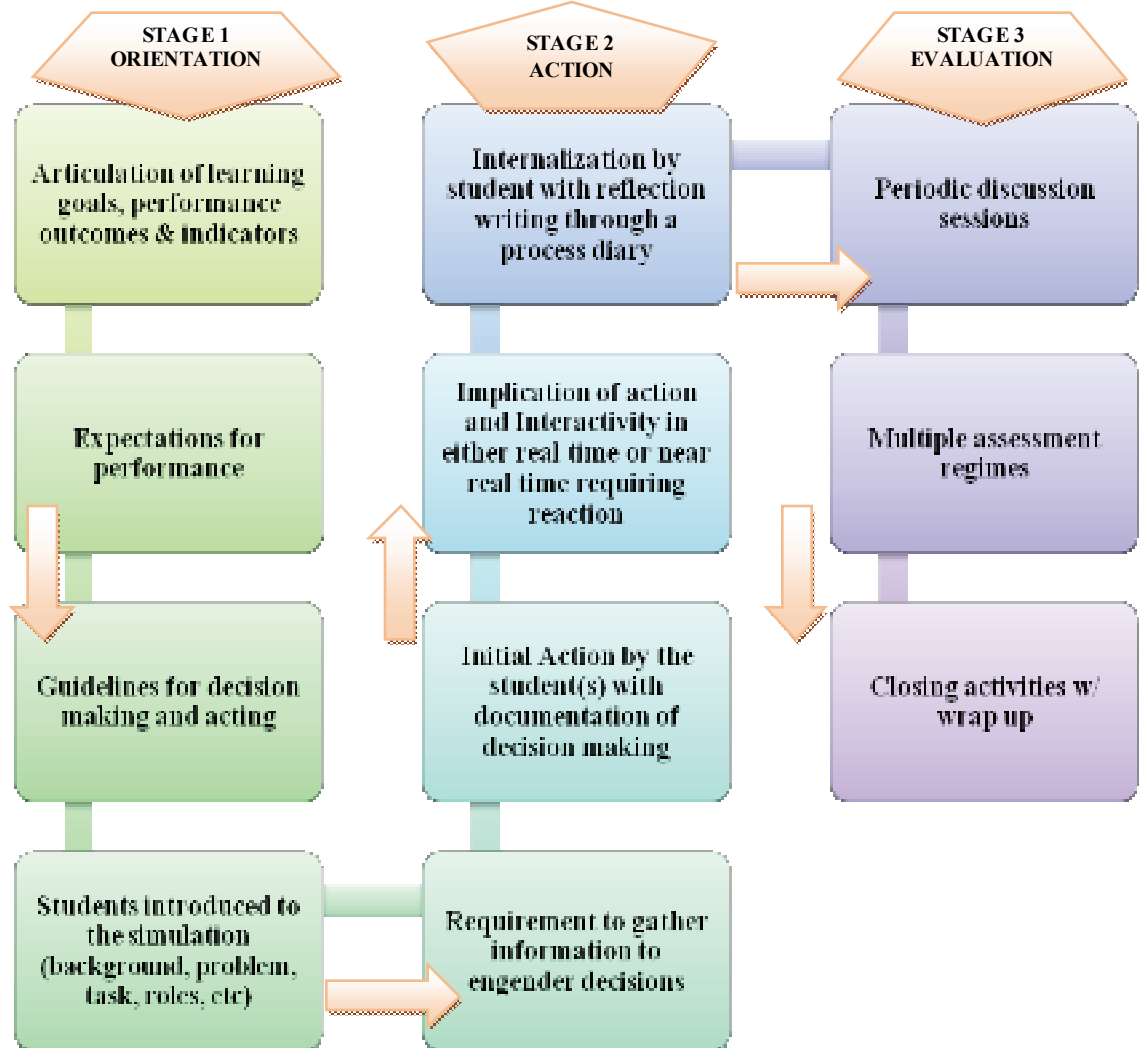 STAGE 1
ORIENTATION
Articulation of learning
goals, performance
outcomes & indicators
Expectations for
performance
Guidelines for decision
making and acting
Students introduced to
the simulation
(background, problem,
task, roles, etc)
STAGE 2
ACTION
Internalization by
student with reflection
writing through a
process diary
Implication of action
and Interactivity in
either real time or near
real time requiring
reaction
Initial Action by the
student(s) with
documentation of
decision making
Requirement to gather
information to
engender decisions
STAGE 3
EVALUATION
Periodic discussion
sessions
Multiple assessment
regimes
Closing activities w/
wrap up